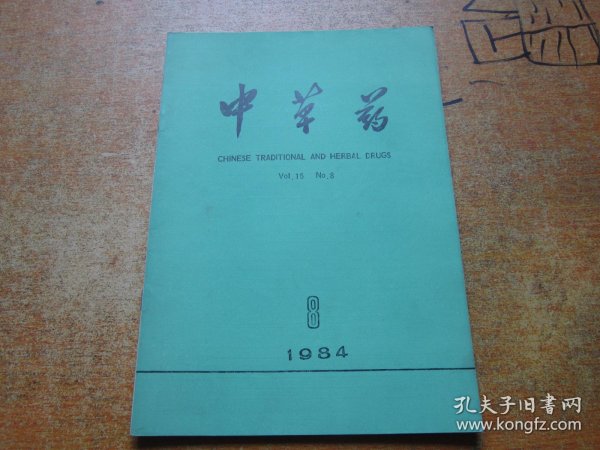 中草药
CHINESE TRADITIONAL AND HERBAL DRUGS
Vol.15 No.8
8
1984
孔夫子旧书网
www.kongfz.com